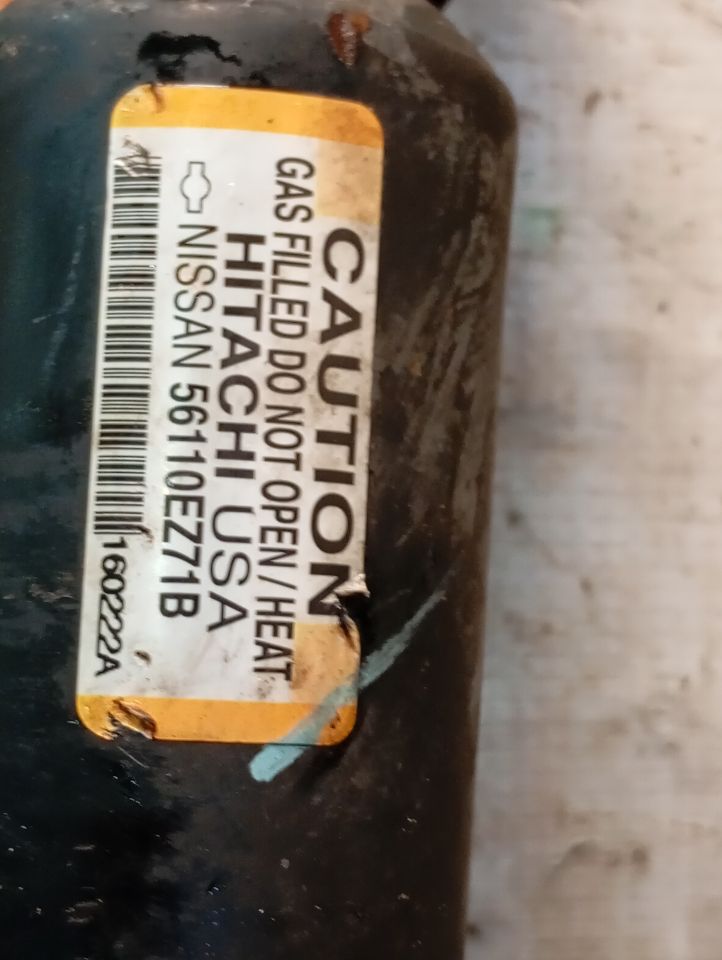 CAUTION
GAS FILLED DO NOT OPEN / HEAT
HITACHI USA
NISSAN 56110EZ71B
160222A